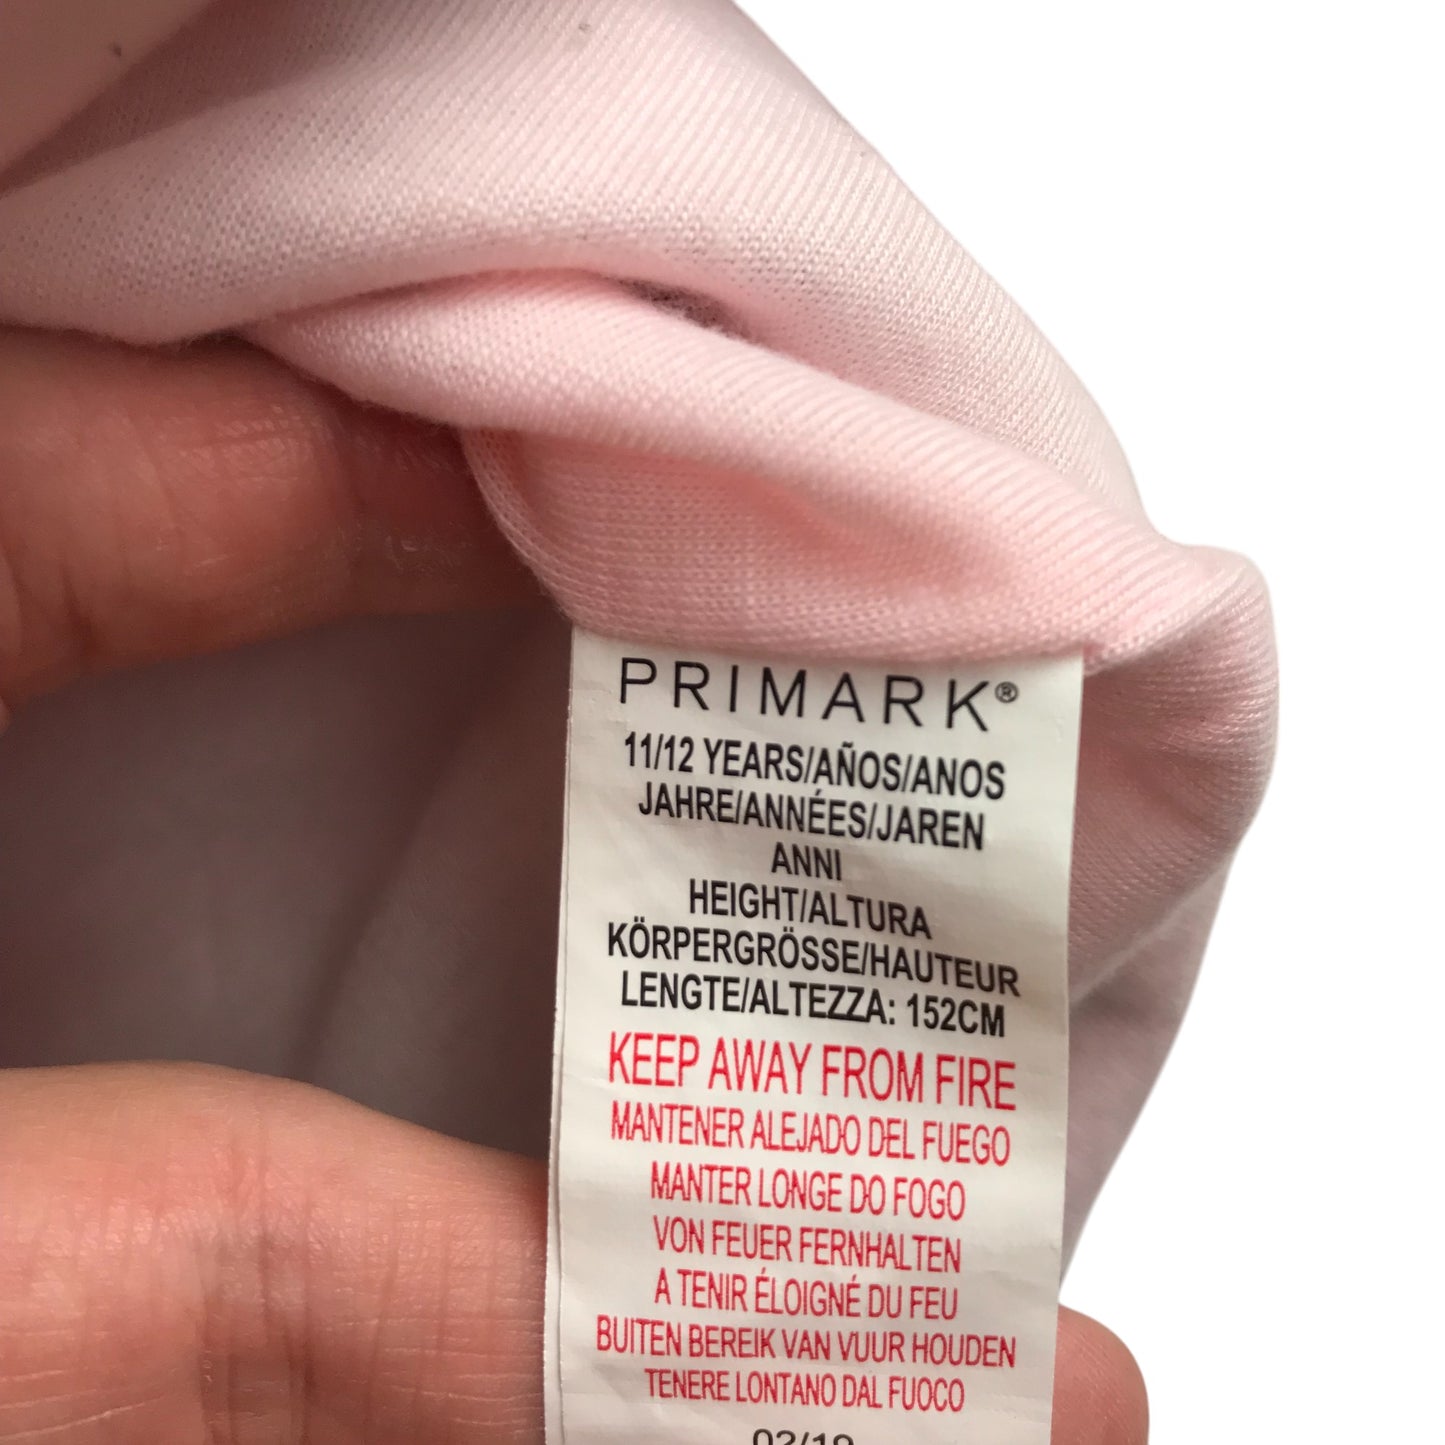 PRIMARK®
11/12 YEARS/AÑOS/ANOS
JAHRE/ANNÉES/JAREN
ANNI
HEIGHT/ALTURA
KÖRPERGRÖSSE/HAUTEUR
LENGTE/ALTEZZA: 152CM
KEEP AWAY FROM FIRE
MANTENER ALEJADO DEL FUEGO
MANTER LONGE DO FOGO
VON FEUER FERNHALTEN
A TENIR ÉLOIGNÉ DU FEU
BUITEN BEREIK VAN VUUR HOUDEN
TENERE LONTANO DAL FUOCO